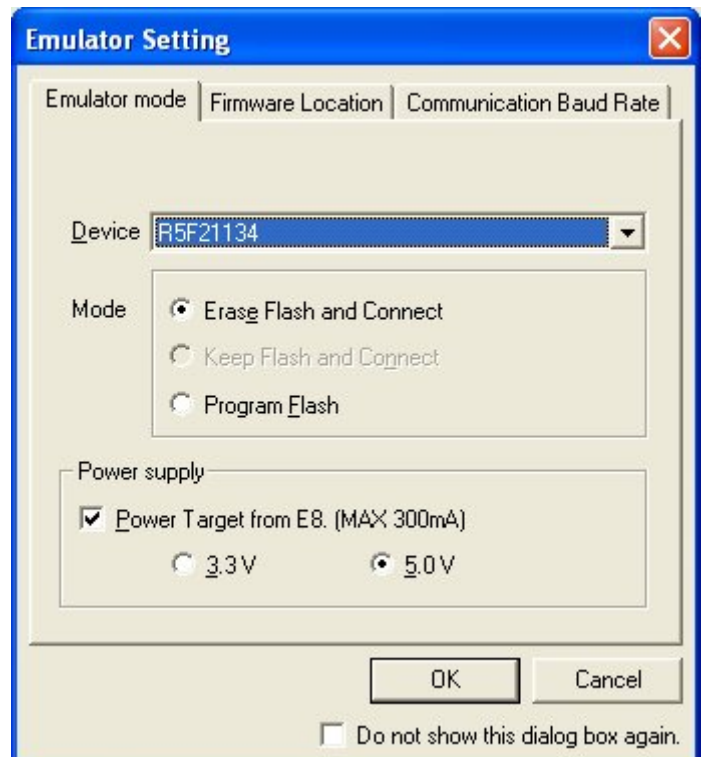 Emulator Setting
Emulator mode Firmware Location Communication Baud Rate
Device R5F21134
Mode
Erase Flash and Connect
Keep Flash and Connect
Program Flash
Power supply
Power Target from E8. (MAX 300mA)
3.3 V 5.0 V
OK Cancel
Do not show this dialog box again.